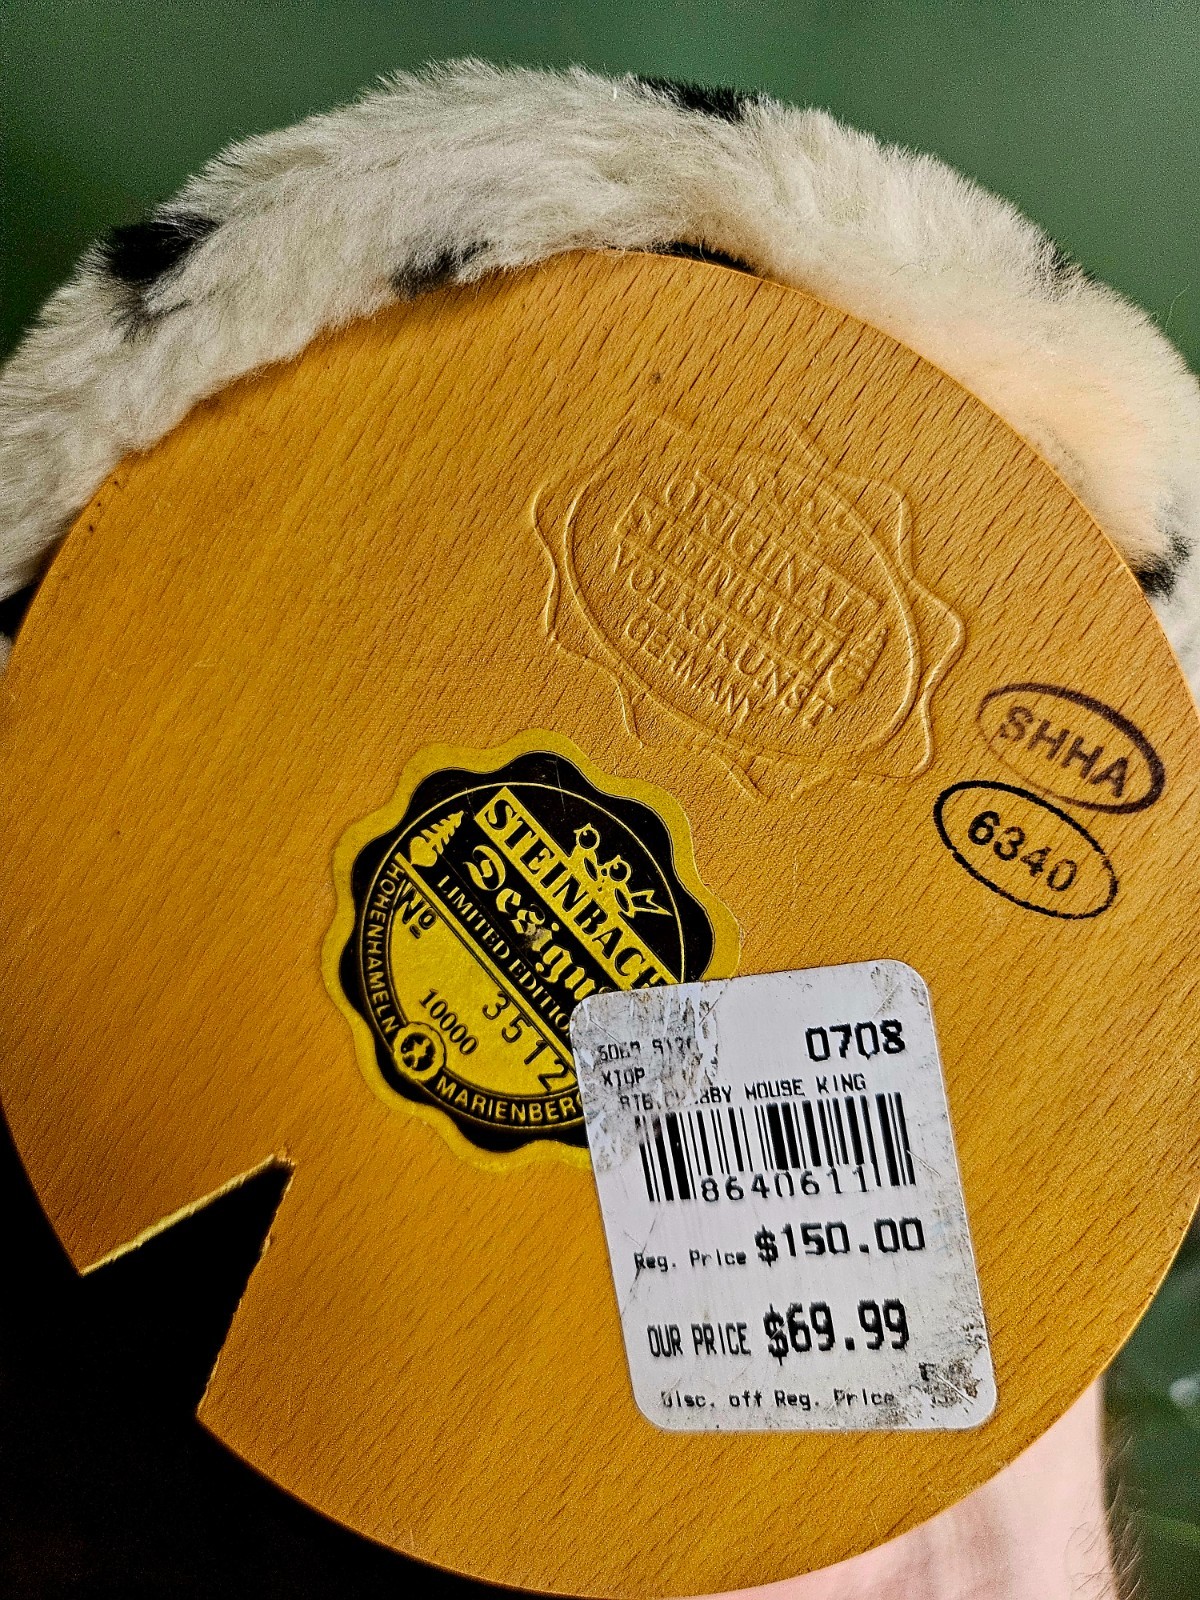 ORIGINAL
STEINBACH
VOLKSKUNST
GERMANY
SHHA
6340
STEINBACH
LIMITED EDITION
Nº 3512
10000
HOHENHAMELN
MARIENBERG
0708
MOUSE KING
8640611
Reg. Price $150.00
OUR PRICE $69.99
Disc. off Reg. Price